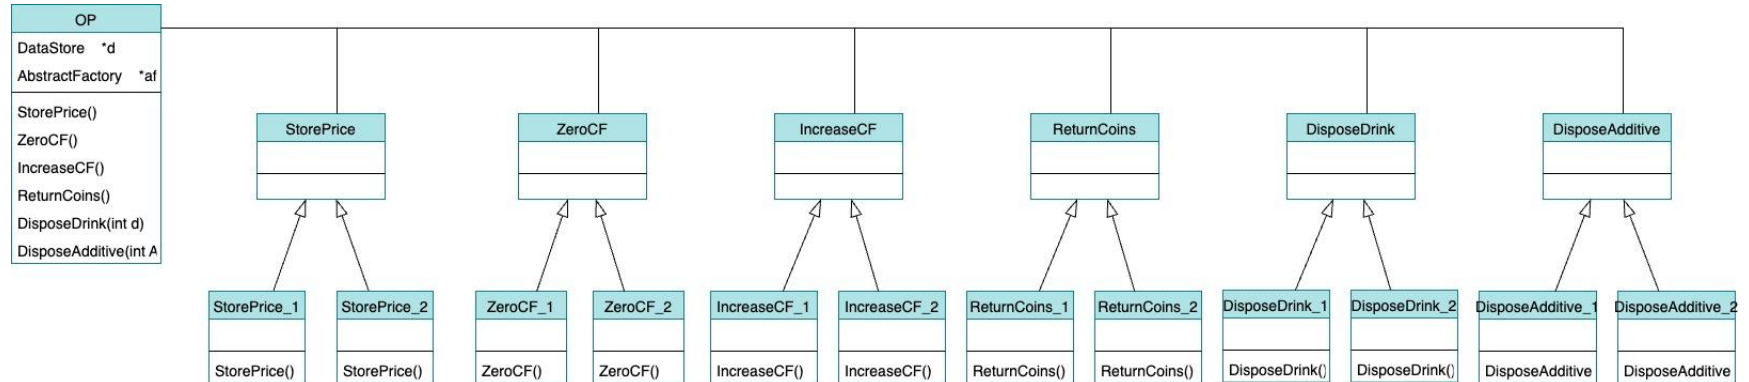 OP
DataStore *d
AbstractFactory *af
StorePrice()
ZeroCF()
IncreaseCF()
ReturnCoins()
DisposeDrink(int d)
DisposeAdditive(int A
StorePrice
ZeroCF
IncreaseCF
ReturnCoins
DisposeDrink
DisposeAdditive
StorePrice_1
StorePrice_2
ZeroCF_1
ZeroCF_2
IncreaseCF_1
IncreaseCF_2
ReturnCoins_1
ReturnCoins_2
DisposeDrink_1
DisposeDrink_2
DisposeAdditive_1
DisposeAdditive_2
StorePrice()
StorePrice()
ZeroCF()
ZeroCF()
IncreaseCF()
IncreaseCF()
ReturnCoins()
ReturnCoins()
DisposeDrink()
DisposeDrink()
DisposeAdditive
DisposeAdditive